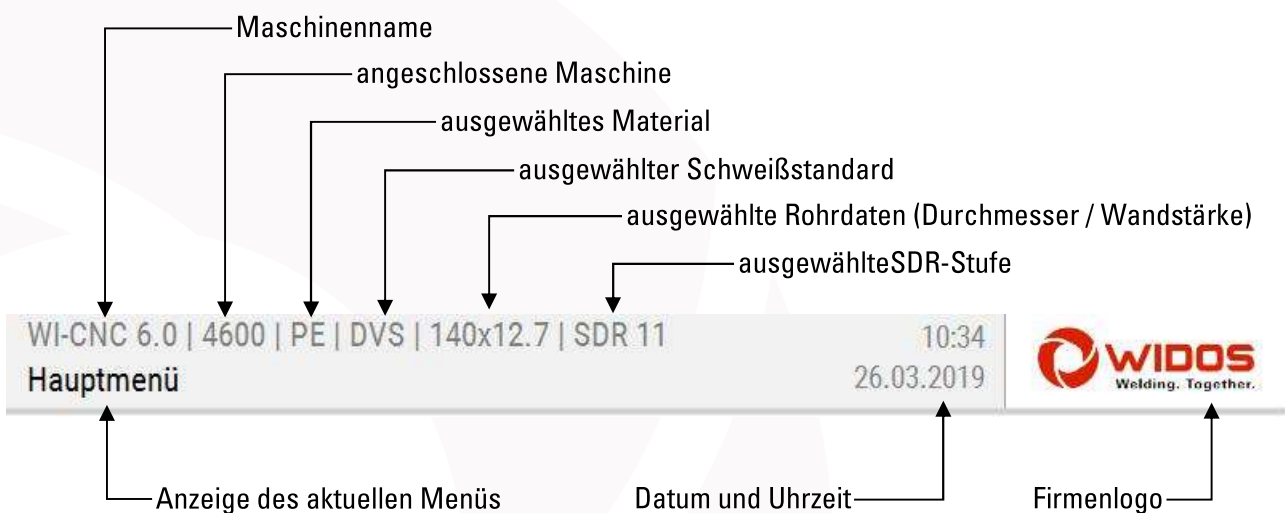 Maschinenname
angeschlossene Maschine
ausgewähltes Material
ausgewählter Schweißstandard
ausgewählte Rohrdaten (Durchmesser / Wandstärke)
ausgewählteSDR-Stufe
WI-CNC 6.0 | 4600 | PE | DVS | 140x12.7 | SDR 11
10:34
Hauptmenü
26.03.2019
WIDOS
Welding. Together.
Anzeige des aktuellen Menüs
Datum und Uhrzeit
Firmenlogo